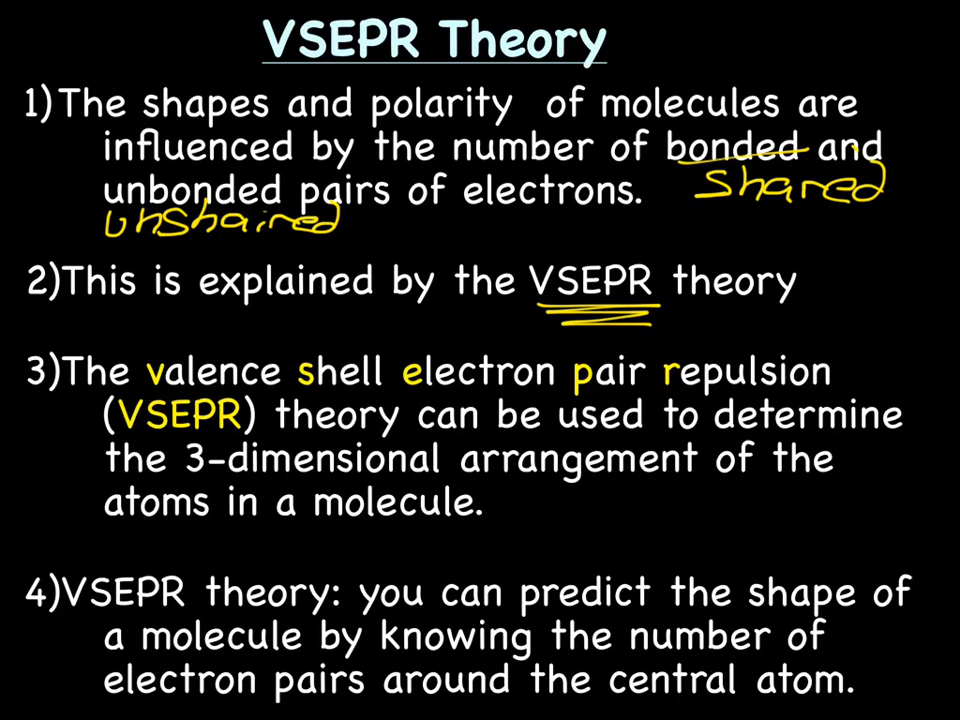 VSEPR Theory
1) The shapes and polarity of molecules are
influenced by the number of bonded and
shared
unbonded pairs of electrons.
unshaired
2) This is explained by the VSEPR theory
3) The valence shell electron pair repulsion
(VSEPR) theory can be used to determine
the 3-dimensional arrangement of the
atoms in a molecule.
4) VSEPR theory: you can predict the shape of
a molecule by knowing the number of
electron pairs around the central atom.